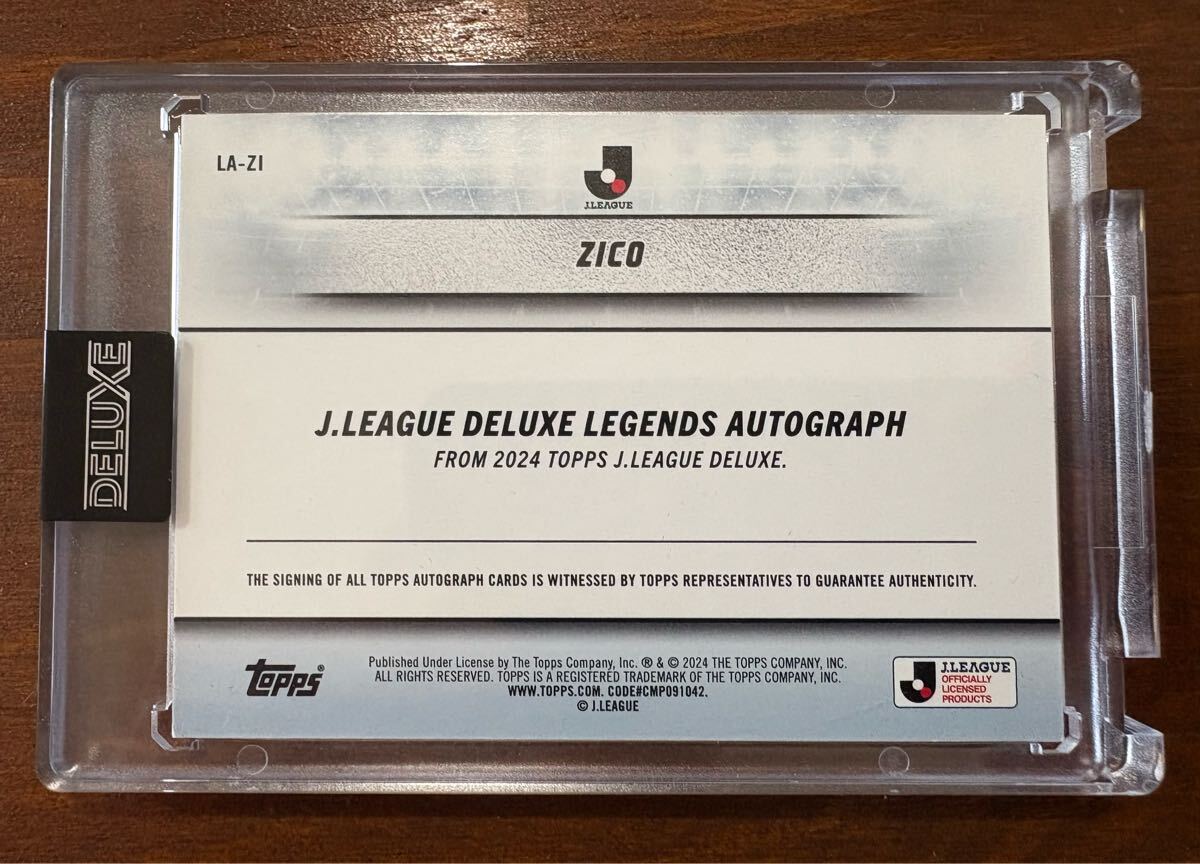 LA-ZI
J.LEAGUE
ZICO
DELUXE
J.LEAGUE DELUXE LEGENDS AUTOGRAPH
FROM 2024 TOPPS J.LEAGUE DELUXE.
THE SIGNING OF ALL TOPPS AUTOGRAPH CARDS IS WITNESSED BY TOPPS REPRESENTATIVES TO GUARANTEE AUTHENTICITY.
topps®
Published Under License by The Topps Company, Inc. ® & © 2024 THE TOPPS COMPANY, INC.
ALL RIGHTS RESERVED. TOPPS IS A REGISTERED TRADEMARK OF THE TOPPS COMPANY, INC.
WWW.TOPPS.COM. CODE#CMP091042.
© J.LEAGUE
J.LEAGUE
OFFICIALLY
LICENSED
PRODUCTS